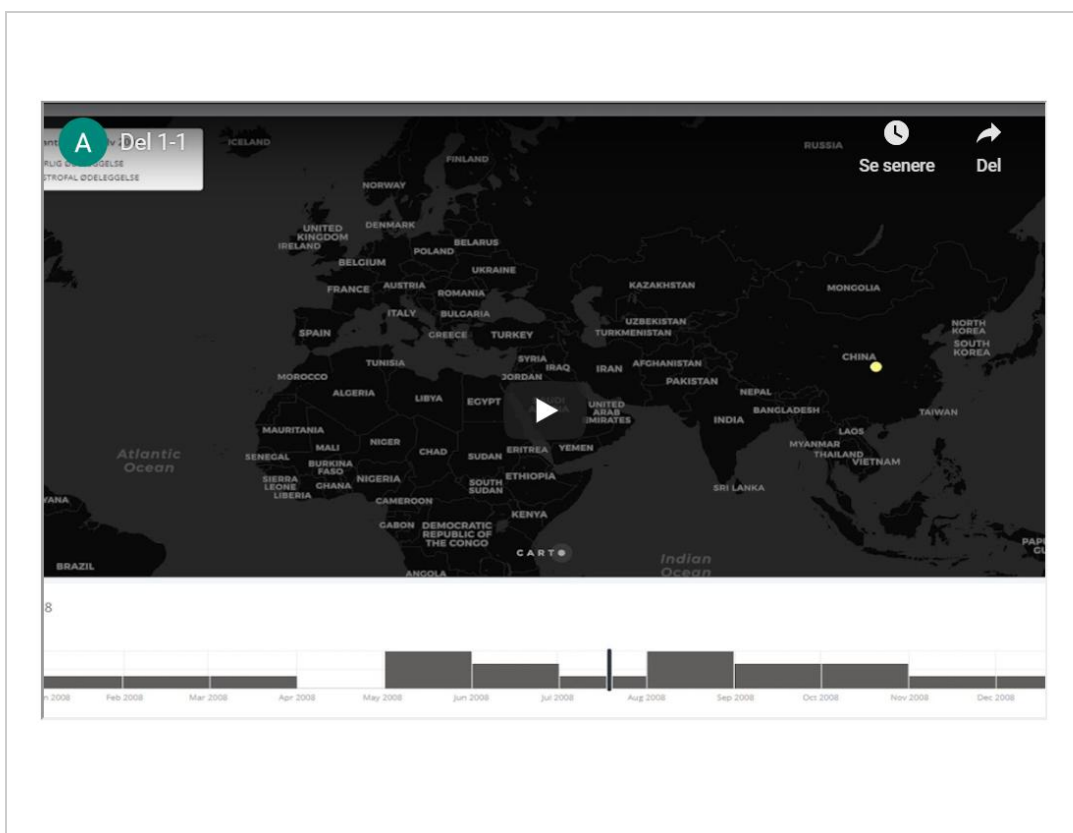 A Del 1-1
Se senere
Del
ØDELEGGELSE
ICELAND
RUSSIA
FINLAND
NORWAY
UNITED
KINGDOM
DENMARK
IRELAND
BELARUS
POLAND
BELGIUM
UKRAINE
FRANCE
AUSTRIA
ROMANIA
KAZAKHSTAN
MONGOLIA
ITALY
BULGARIA
UZBEKISTAN
NORTH
KOREA
SPAIN
GREECE
TURKEY
TURKMENISTAN
SOUTH
KOREA
TUNISIA
SYRIA
IRAQ
IRAN
AFGHANISTAN
CHINA
MOROCCO
JORDAN
PAKISTAN
ALGERIA
LIBYA
EGYPT
UNITED
ARAB
EMIRATES
NEPAL
BANGLADESH
INDIA
TAIWAN
MAURITANIA
MALI
NIGER
CHAD
SUDAN
ERITREA
YEMEN
LAOS
MYANMAR
THAILAND
VIETNAM
Atlantic
Ocean
SENEGAL
BURKINA
FASO
NIGERIA
SOUTH
SUDAN
ETHIOPIA
SIERRA
LEONE
GHANA
LIBERIA
SRI LANKA
CAMEROON
KENYA
GABON
DEMOCRATIC
REPUBLIC OF
THE CONGO
CARTO
Indian
Ocean
BRAZIL
ANGOLA
8
Feb 2008 Mar 2008 Apr 2008 May 2008 Jun 2008 Jul 2008 Aug 2008 Sep 2008 Oct 2008 Nov 2008 Dec 2008